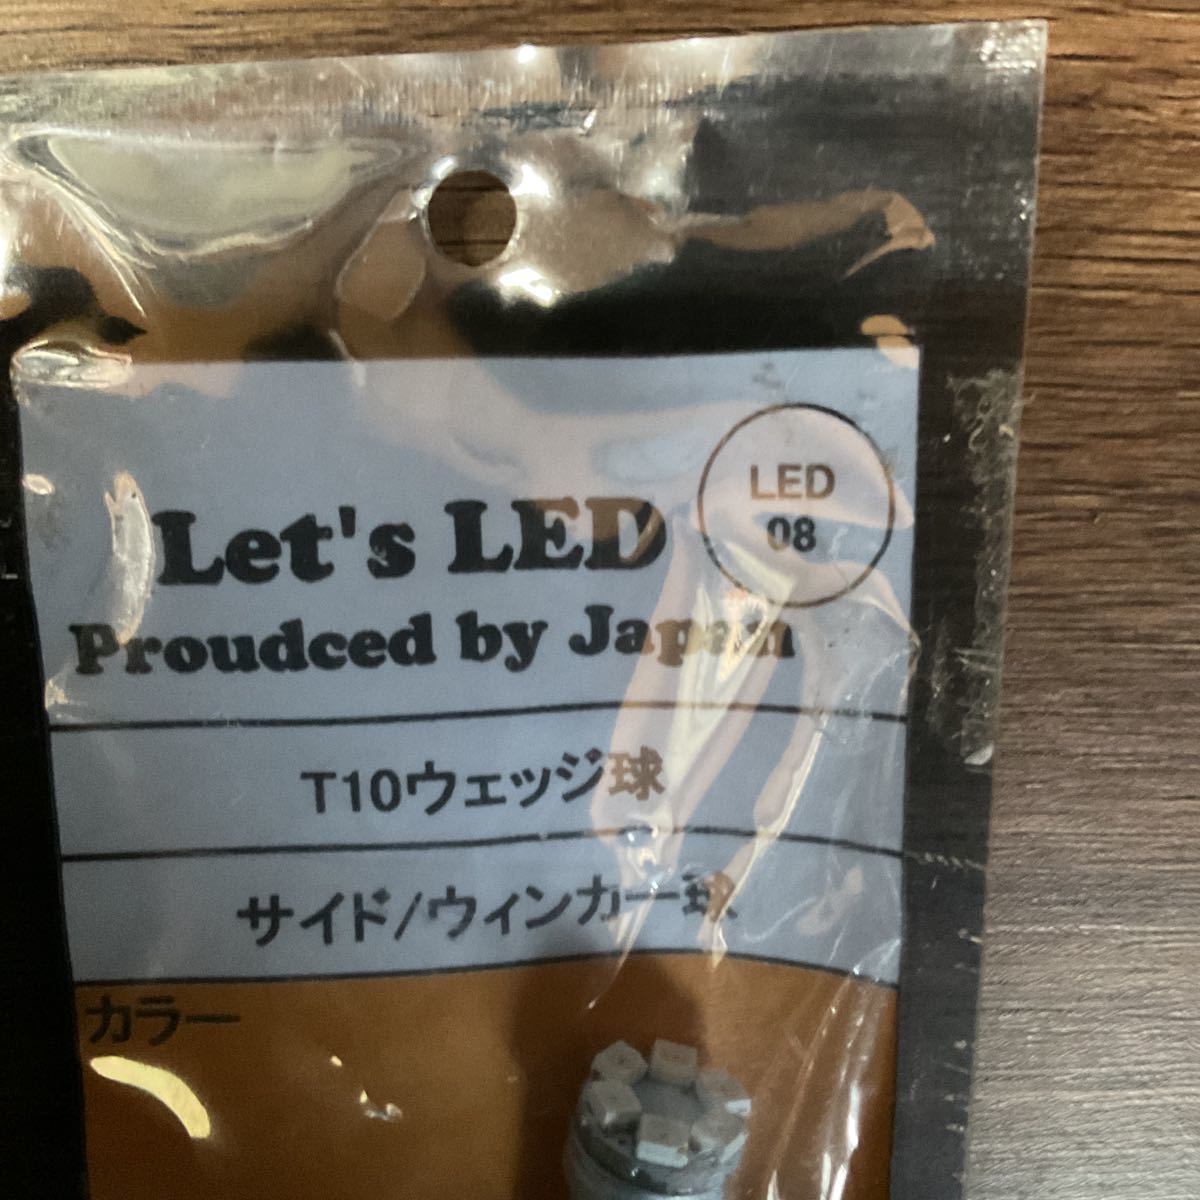 LED
08
Let's LED
Proudced by Japan
T10ウェッジ球
サイド/ウィンカー球
カラー